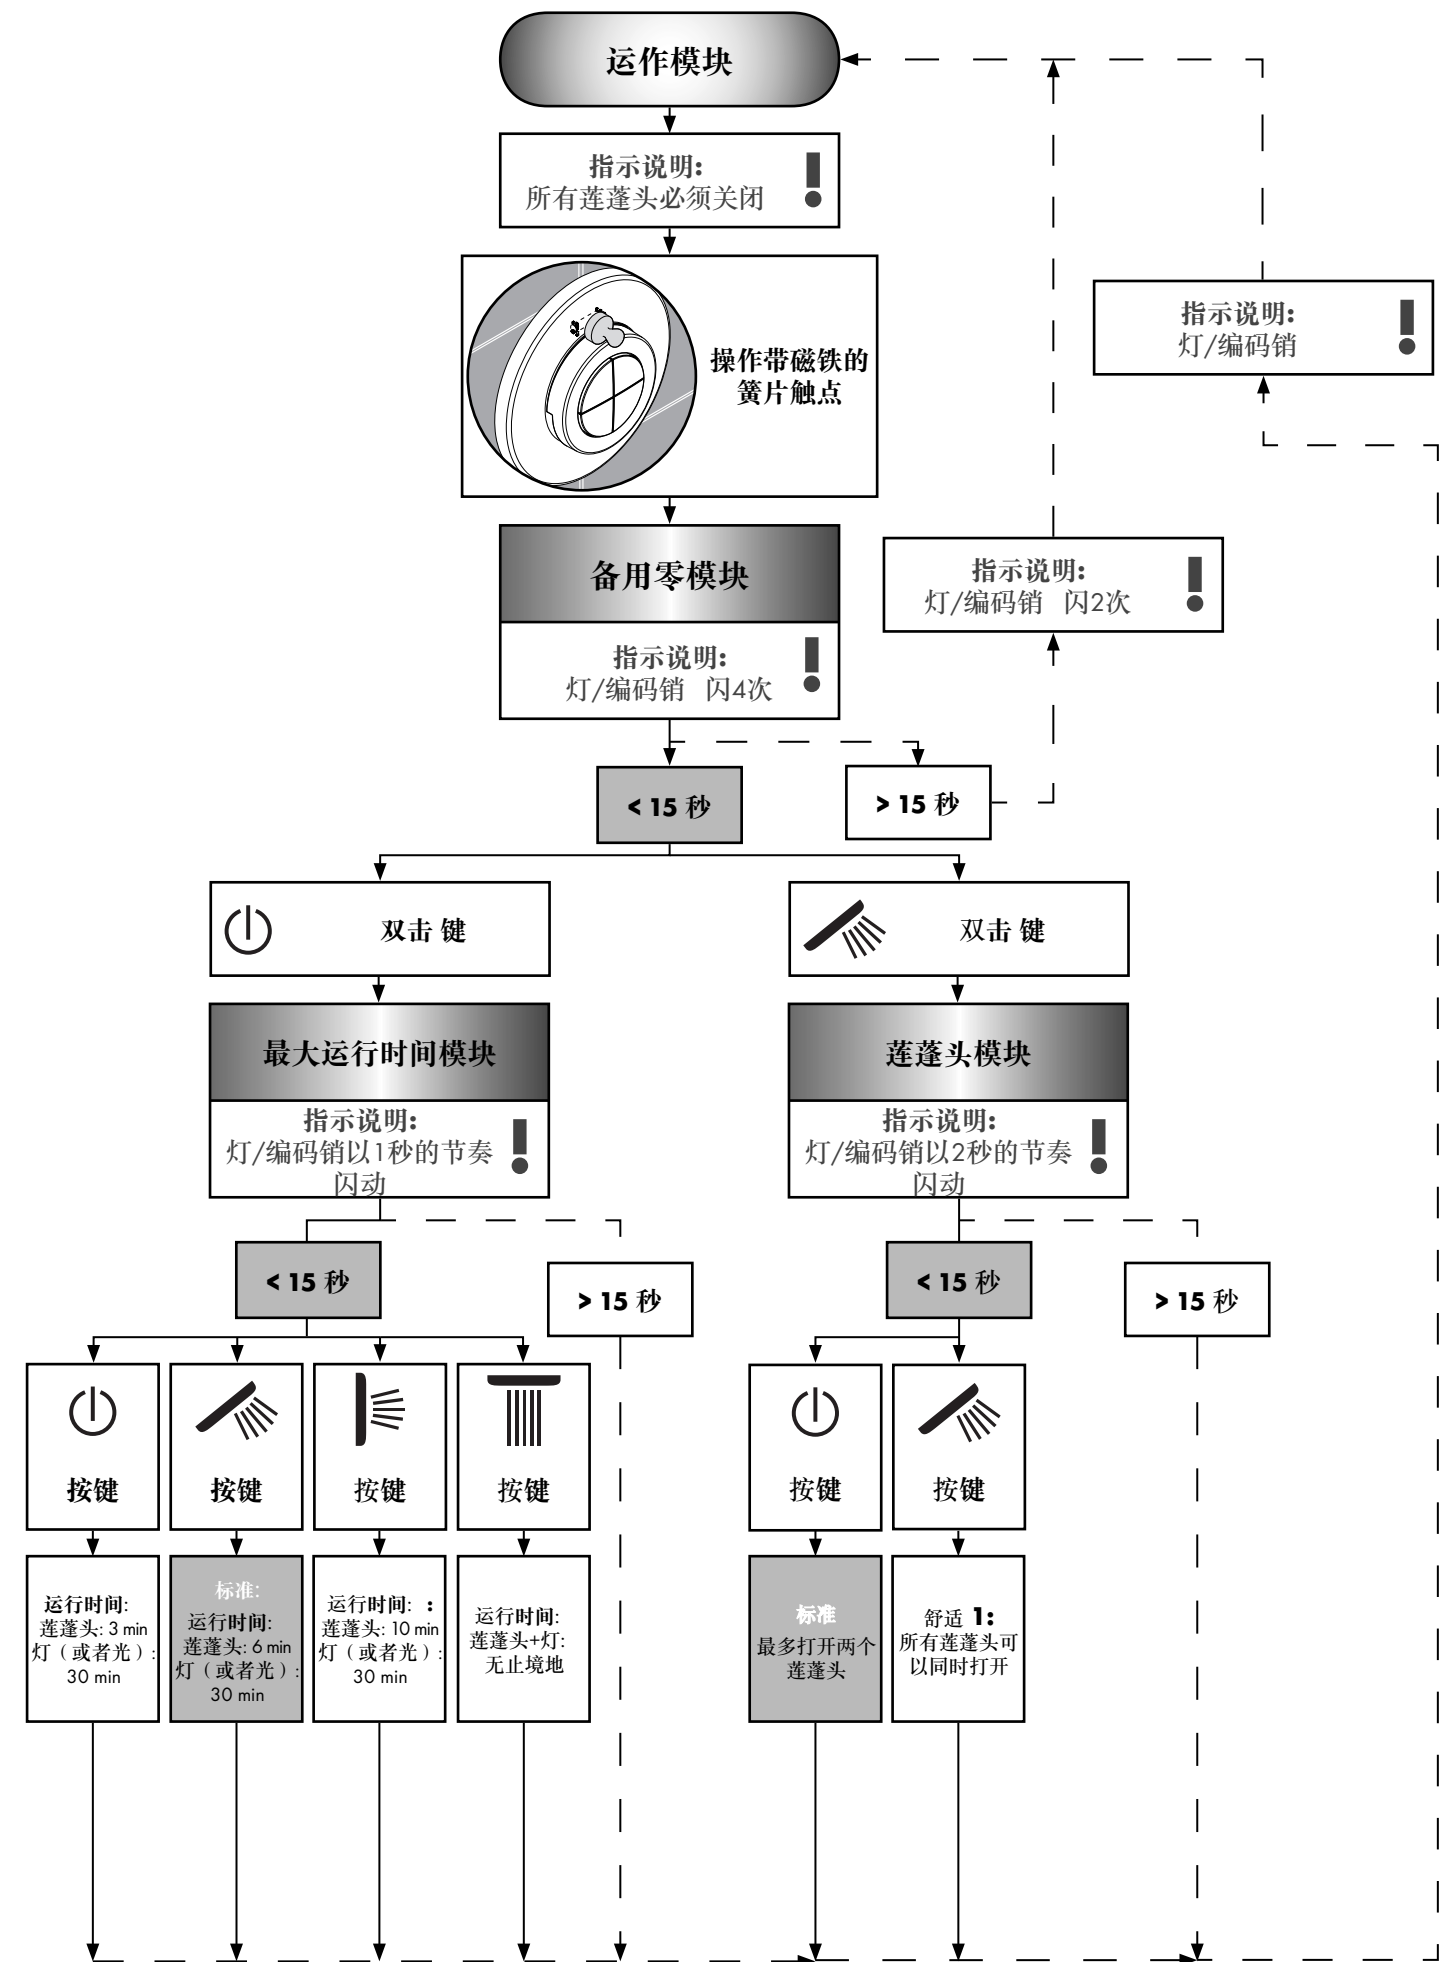 运作模块
指示说明:
所有莲蓬头必须关闭
操作带磁铁的
簧片触点
指示说明:
灯/编码销
备用零模块
指示说明:
灯/编码销 闪4次
指示说明:
灯/编码销 闪2次
< 15 秒
> 15 秒
双击 键
双击 键
最大运行时间模块
指示说明:
灯/编码销以1秒的节奏
闪动
莲蓬头模块
指示说明:
灯/编码销以2秒的节奏
闪动
< 15 秒
> 15 秒
< 15 秒
> 15 秒
按键
按键
按键
按键
按键
按键
运行时间:
莲蓬头: 3 min
灯（或者光）:
30 min
标准:
运行时间:
莲蓬头: 6 min
灯（或者光）:
30 min
运行时间: :
莲蓬头: 10 min
灯（或者光）:
30 min
运行时间:
莲蓬头+灯:
无止境地
标准
最多打开两个
莲蓬头
舒适 1:
所有莲蓬头可
以同时打开